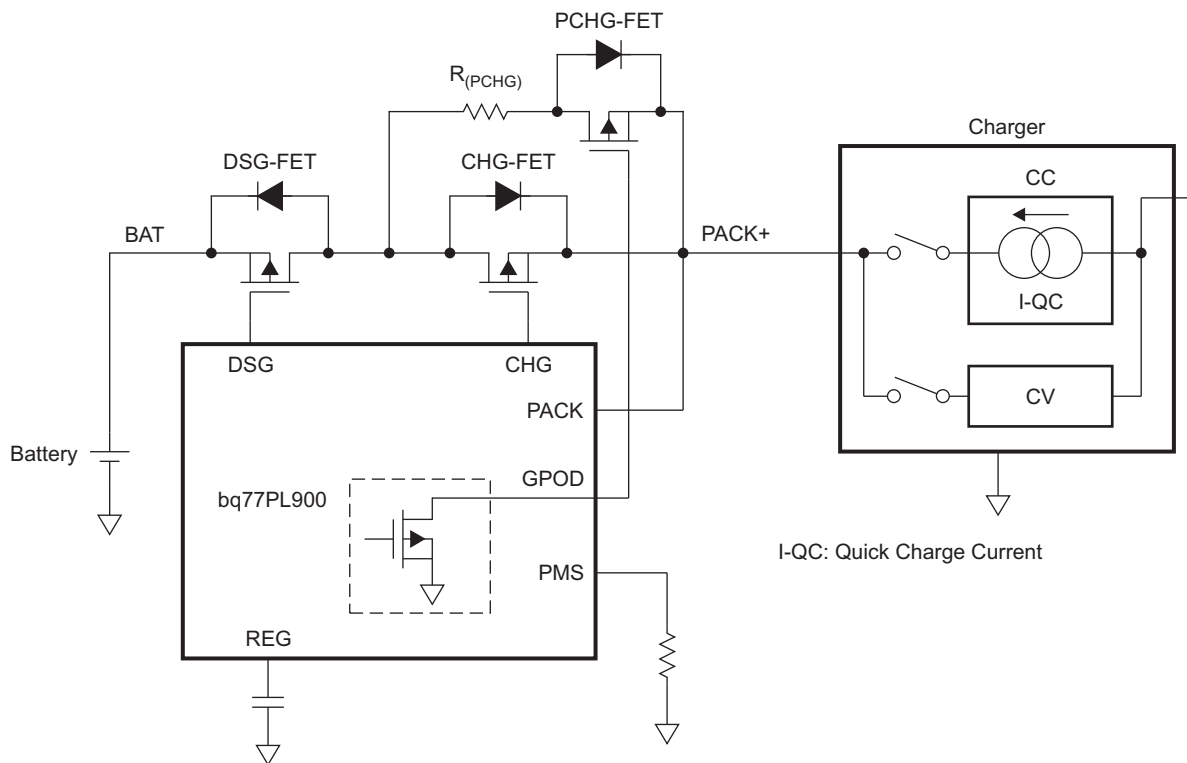 PCHG-FET
R(PCHG)
Charger
DSG-FET
CHG-FET
CC
BAT
PACK+
I-QC
DSG
CHG
CV
PACK
Battery
GPOD
bq77PL900
I-QC: Quick Charge Current
PMS
REG